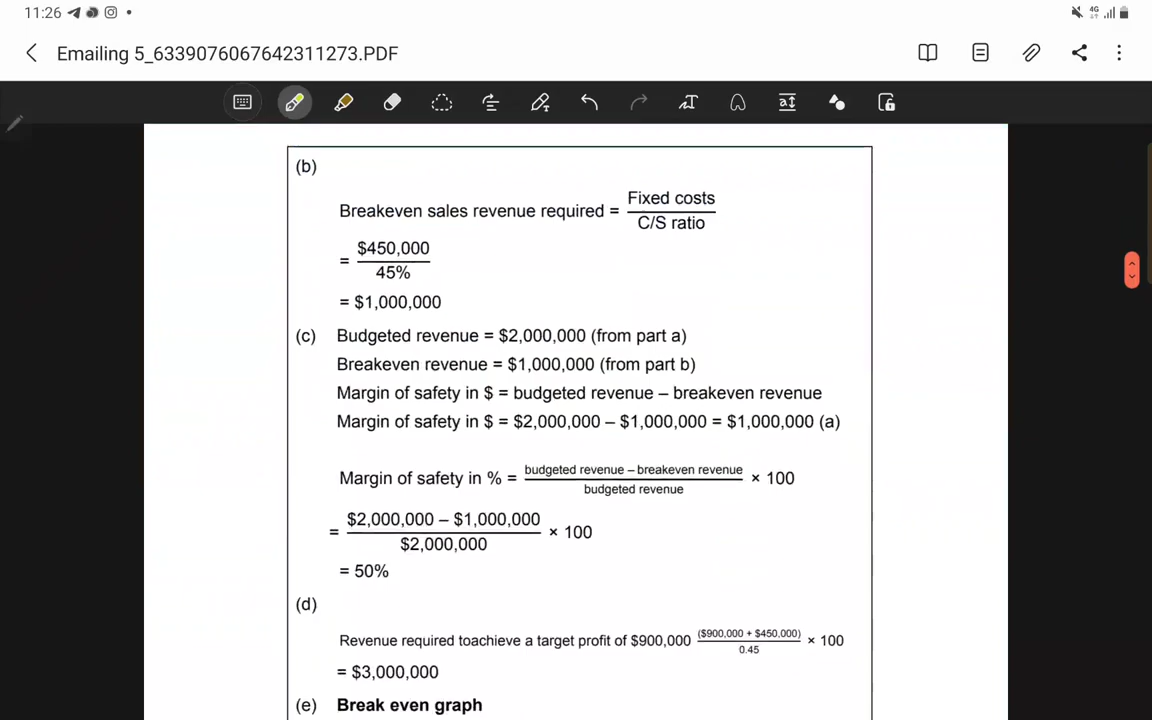 11:26
4G
Emailing 5_6339076067642311273.PDF
(b)
Breakeven sales revenue required = Fixed costs / C/S ratio
= $450,000 / 45%
= $1,000,000
(c) Budgeted revenue = $2,000,000 (from part a)
Breakeven revenue = $1,000,000 (from part b)
Margin of safety in $ = budgeted revenue – breakeven revenue
Margin of safety in $ = $2,000,000 – $1,000,000 = $1,000,000 (a)
Margin of safety in % = budgeted revenue – breakeven revenue / budgeted revenue × 100
= $2,000,000 – $1,000,000 / $2,000,000 × 100
= 50%
(d)
Revenue required toachieve a target profit of $900,000 ($900,000 + $450,000) / 0.45 × 100
= $3,000,000
(e) Break even graph